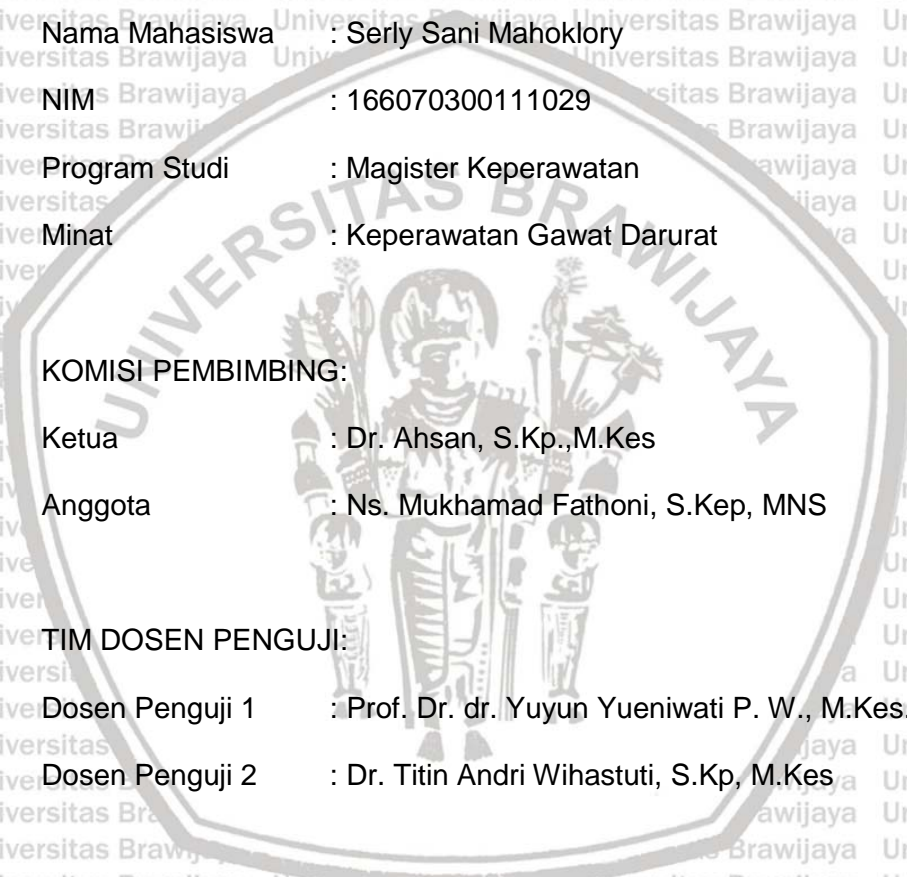 Nama Mahasiswa : Serly Sani Mahoklory
NIM : 166070300111029
Program Studi : Magister Keperawatan
Minat : Keperawatan Gawat Darurat
KOMISI PEMBIMBING:
Ketua : Dr. Ahsan, S.Kp.,M.Kes
Anggota : Ns. Mukhamad Fathoni, S.Kep, MNS
TIM DOSEN PENGUJI:
Dosen Penguji 1 : Prof. Dr. dr. Yuyun Yueniwati P. W., M.Kes.
Dosen Penguji 2 : Dr. Titin Andri Wihastuti, S.Kp, M.Kes
UNIVERSITAS BRAWIJAYA